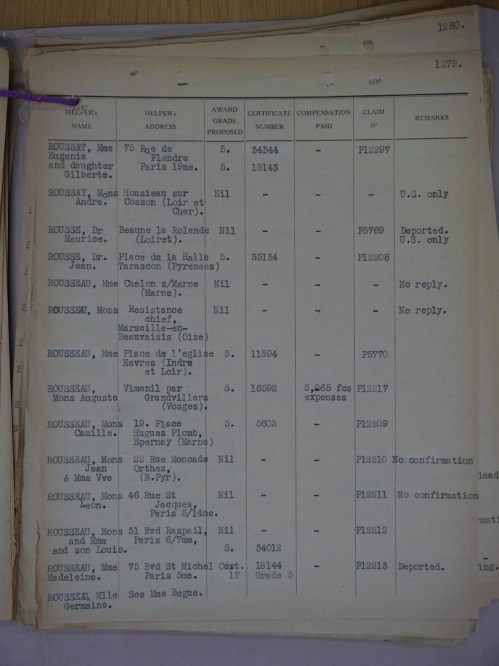 1280.
1279.
HELPER's NAME HELPER's ADDRESS AWARD GRADE PROPOSED CERTIFICATE NUMBER COMPENSATION PAID CLAIM Nº REMARKS
ROUSSAT, Mme 75 Rue de 5. 34344 - F12297
Eugenie Flandre
and daughter Paris 19me. 5. 18143
Gilberte.
ROUSSAY, Mons Housieau sur Nil - - - U.S. only
Andre. Cosson (Loir et
Cher).
ROUSSE, Dr Beaune la Rolande Nil - - F5769 Deported.
Maurice. (Loiret). U.S. only
ROUSSE, Dr. Place de la Halle 5. 35134 - F12208
Jean. Tarascon (Pyrenees)
ROUSSEAU, Mme Chalon s/Marne Nil - - - No reply.
(Marne).
ROUSSEAU, Mons Resistance Nil - - - No reply.
chief,
Marseille-en-
Beauvaisis (Oise)
ROUSSEAU, Mme Place de l'eglise 5. 11594 - F5770
Esvres (Indre
et Loir).
ROUSSEAU, Vimenil par 5. 16592 5,265 fcs F12217
Mons Auguste Grandvillers expenses
(Vosges).
ROUSSEAU, Mons 19. Place 5. 5605 - F12209
Camille. Hugues Plomb,
Epernay (Marne)
ROUSSEAU, Mons 22 Rue Moncade Nil - - F12210 No confirmation
Jean Orthez,
& Mme Vve (B.Pyr).
ROUSSEAU, Mons 46 Rue St Nil - - F12211 No confirmation
Leon. Jacques,
Paris 5/14me.
ROUSSEAU, Mons 51 Bvd Raspail, Nil - - F12212
and Mme Paris 6/7me,
and son Louis. 5. 34012
ROUSSEAU, Mme 75 Bvd St Michel Cert. 18144 - F12213 Deported.
Madeleine. Paris 5me. 17 Grade 5
ROUSSEAU, Mlle See Mme Begue.
Germaine.